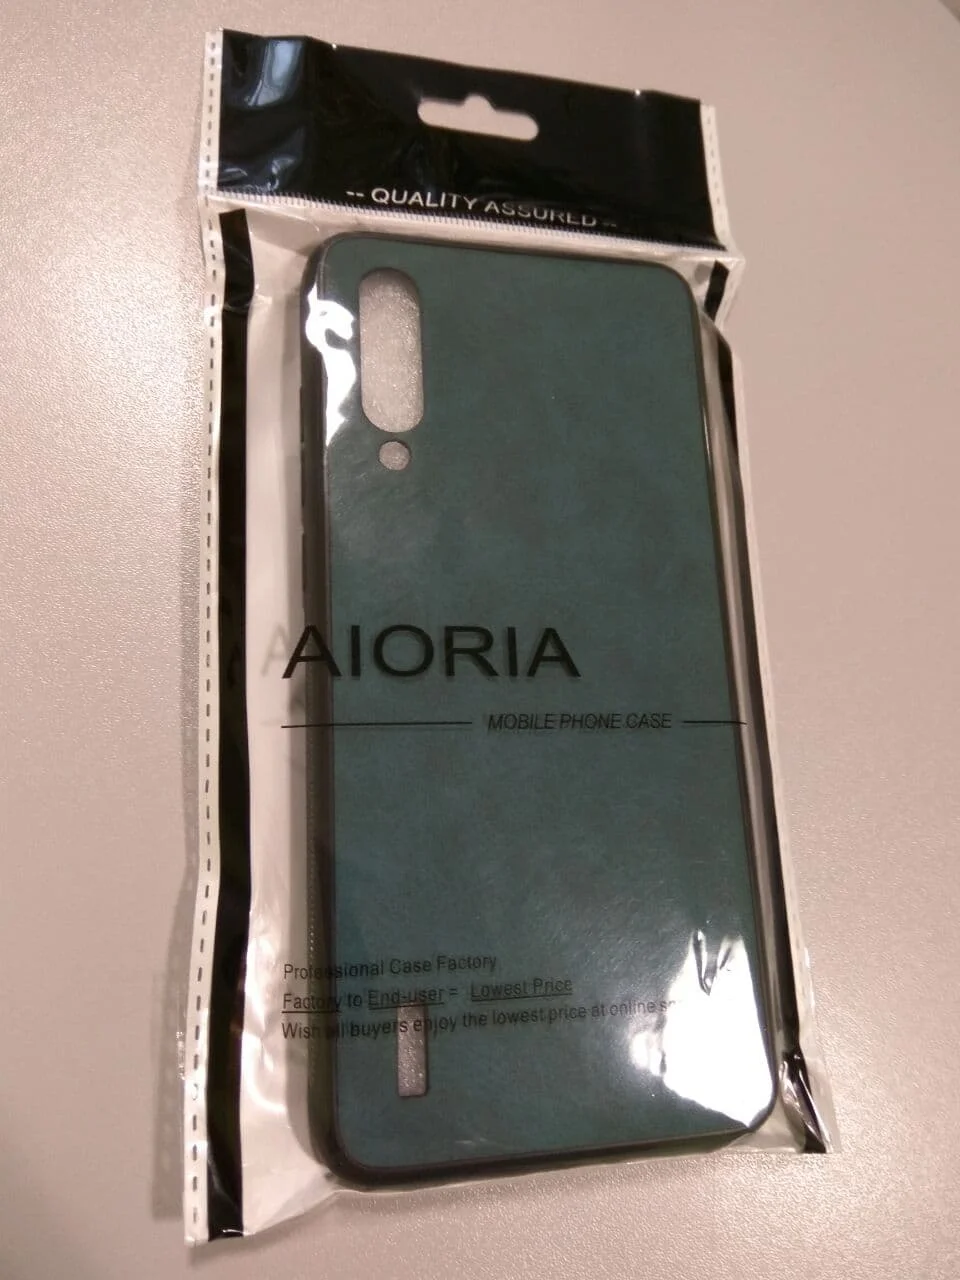 -- QUALITY ASSURED --
AIORIA
MOBILE PHONE CASE
Professional Case Factory
Factory to End-user = Lowest Price
Wish all buyers enjoy the lowest price at online